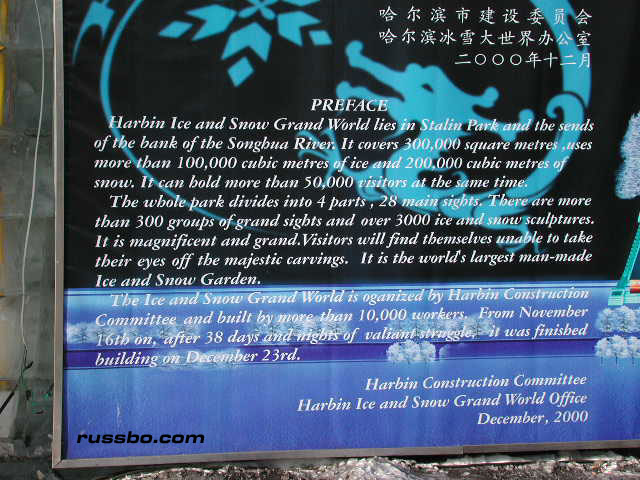 哈尔滨市建设委员会
哈尔滨冰雪大世界办公室
二〇〇〇年十二月
PREFACE
Harbin Ice and Snow Grand World lies in Stalin Park and the sends
of the bank of the Songhua River. It covers 300,000 square metres ,uses
more than 100,000 cubic metres of ice and 200,000 cubic metres of
snow. It can hold more than 50,000 visitors at the same time.
The whole park divides into 4 parts , 28 main sights. There are more
than 300 groups of grand sights and over 3000 ice and snow sculptures.
It is magnificent and grand.Visitors will find themselves unable to take
their eyes off the majestic carvings. It is the world's largest man-made
Ice and Snow Garden.
The Ice and Snow Grand World is oganized by Harbin Construction
Committee and built by more than 10,000 workers. From November
16th on, after 38 days and nights of valiant struggle, it was finished
building on December 23rd.
Harbin Construction Committee
Harbin Ice and Snow Grand World Office
December, 2000
russbo.com